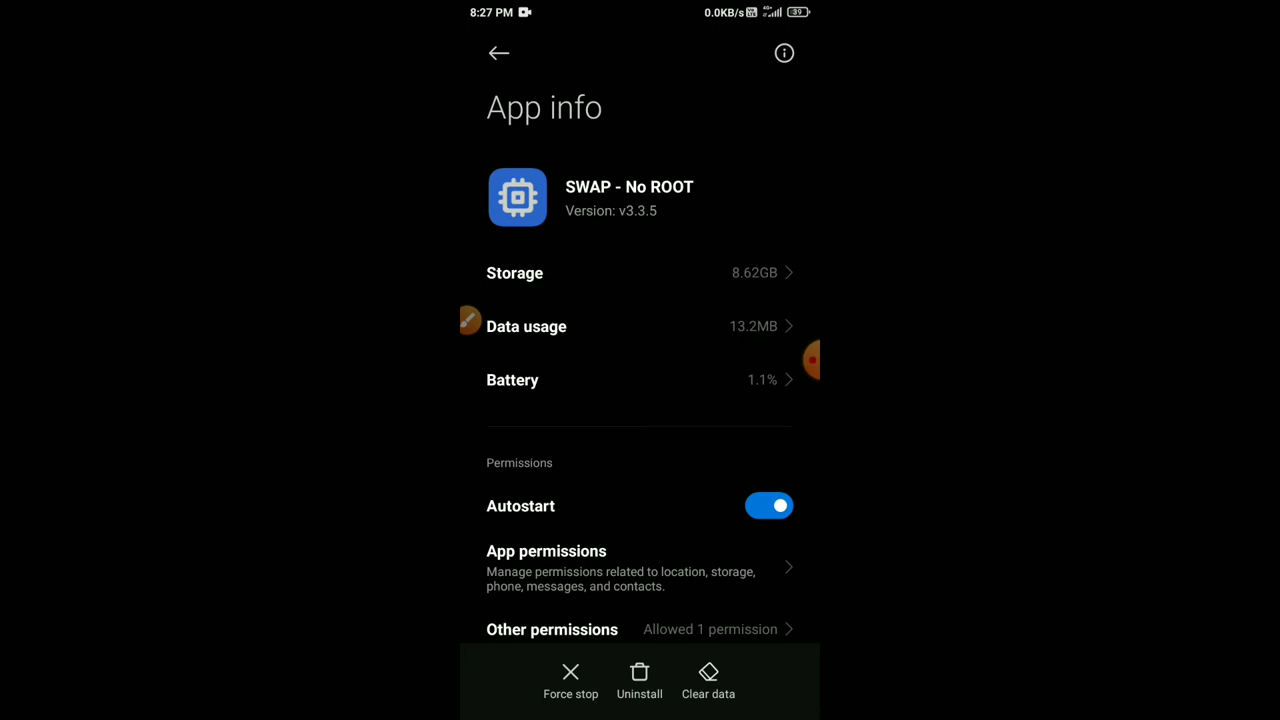 8:27 PM
0.0KB/s 4G+ 39
App info
SWAP - No ROOT
Version: v3.3.5
Storage 8.62GB
Data usage 13.2MB
Battery 1.1%
Permissions
Autostart
App permissions
Manage permissions related to location, storage,
phone, messages, and contacts.
Other permissions Allowed 1 permission
Force stop Uninstall Clear data